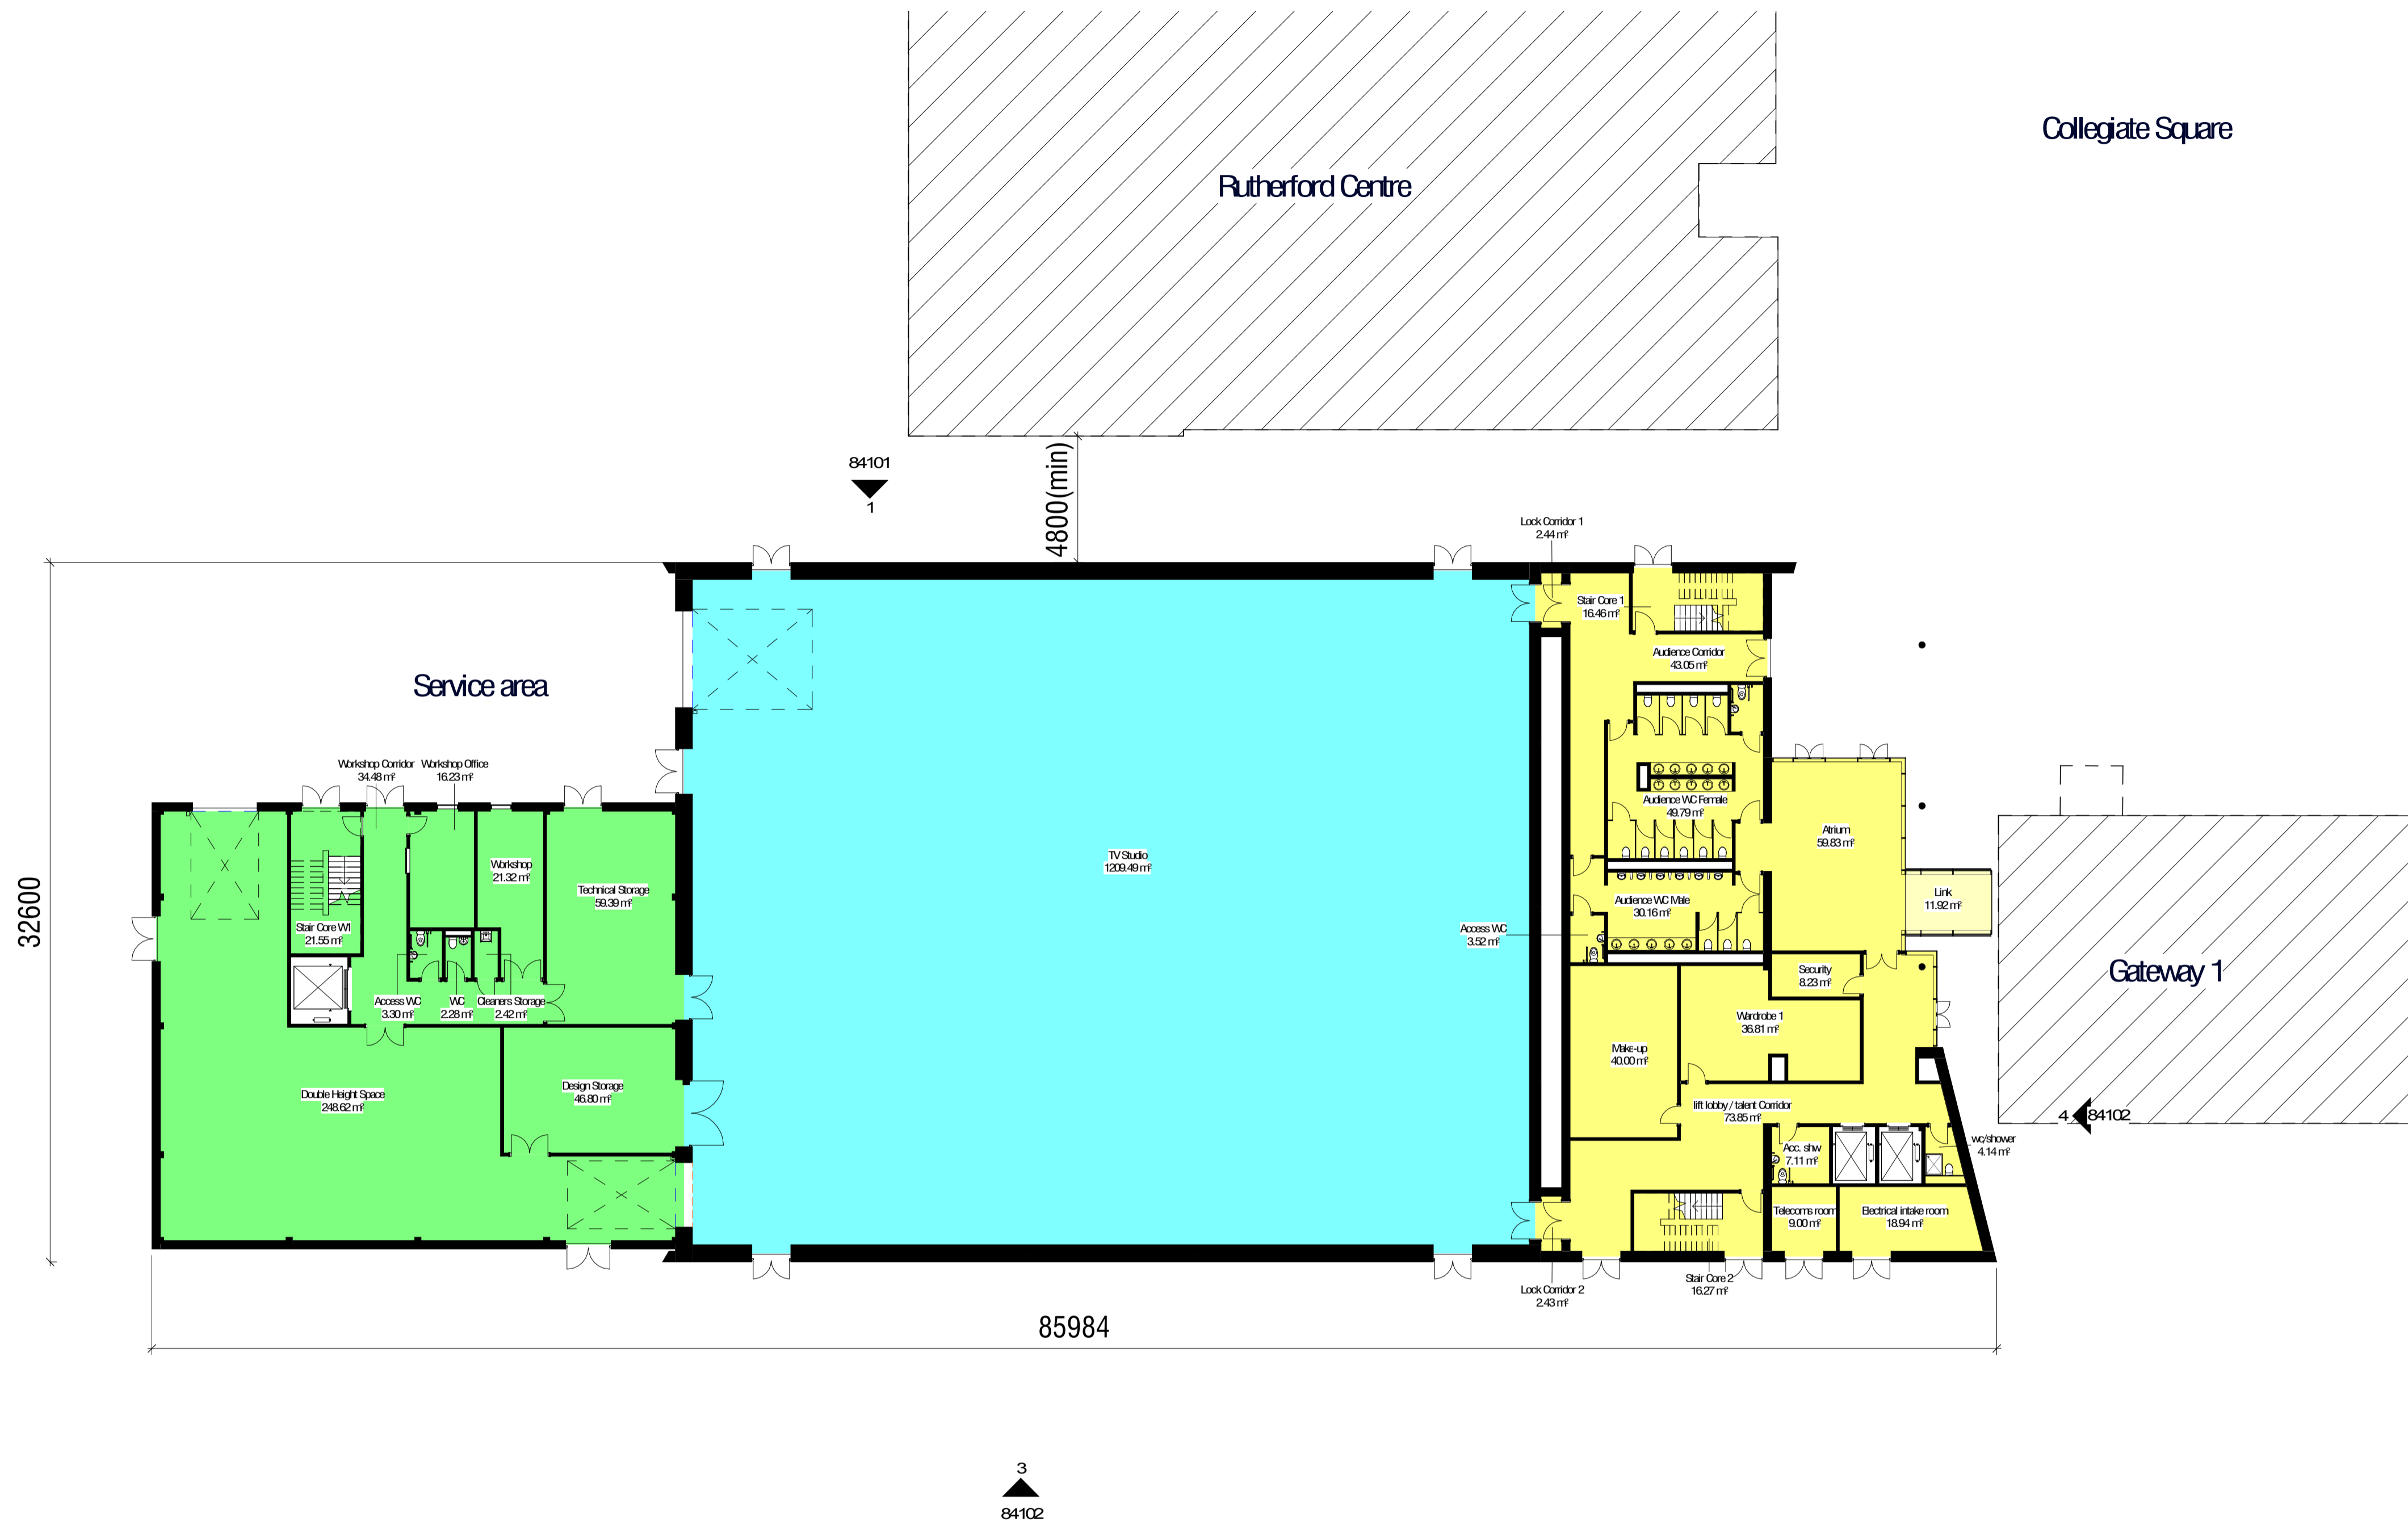 Collegiate Square
Rutherford Centre
84101
1
4800(min)
Lock Corridor 1
2.44 m²
Stair Core 1
16.46 m²
Audience Corridor
43.05 m²
Service area
Workshop Corridor
34.48 m²
Workshop Office
16.23 m²
Audience WC Female
49.79 m²
Atrium
59.83 m²
Workshop
21.32 m²
TV Studio
1209.49 m²
Technical Storage
59.39 m²
Link
11.92 m²
Audience WC Male
30.16 m²
32600
Stair Core W1
21.55 m²
Access WC
3.52 m²
Security
8.23 m²
Gateway 1
Access WC
3.30 m²
WC
2.28 m²
Cleaners Storage
2.42 m²
Wardrobe 1
36.81 m²
Make-up
40.00 m²
Design Storage
46.80 m²
Double Height Space
248.62 m²
lift lobby / talent Corridor
73.85 m²
4
84102
wc/shower
4.14 m²
Acc. shw
7.11 m²
Telecoms room
9.00 m²
Electrical intake room
18.94 m²
Stair Core 2
16.27 m²
Lock Corridor 2
2.43 m²
85984
3
84102